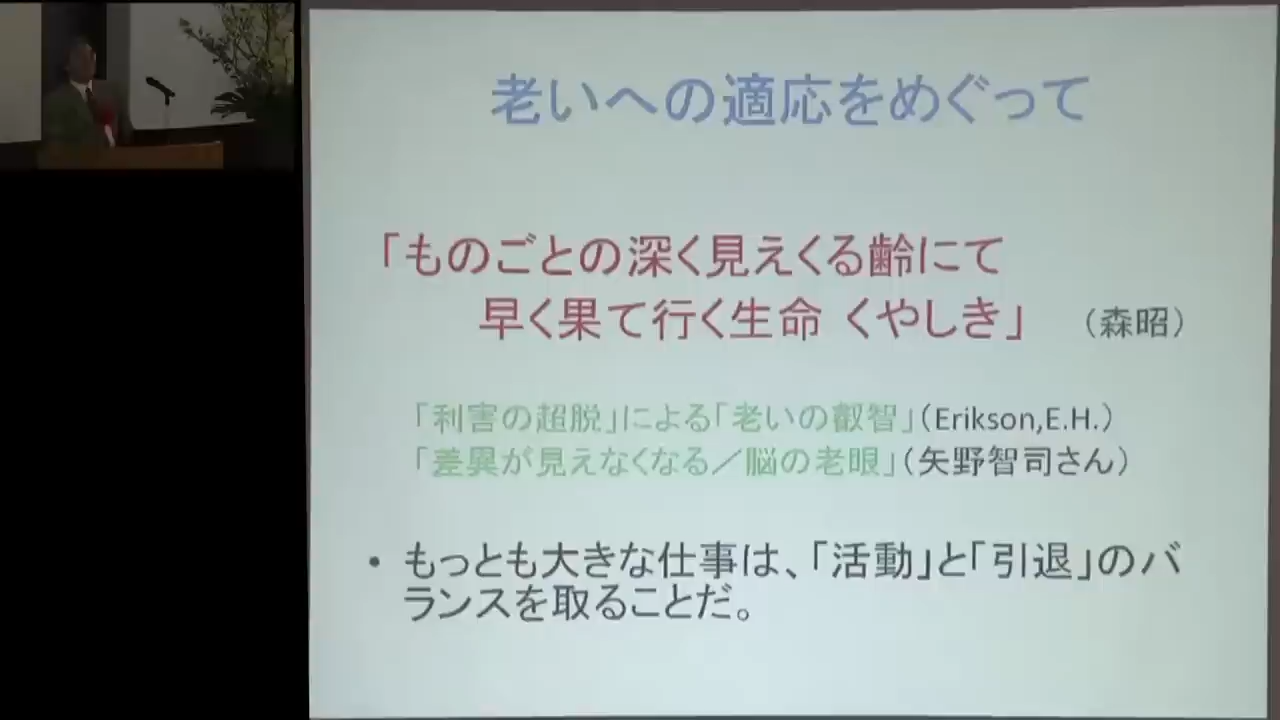 老いへの適応をめぐって
「ものごとの深く見えくる齢にて
早く果て行く生命 くやしき」 （森昭）
「利害の超脱」による「老いの叡智」（Erikson,E.H.）
「差異が見えなくなる／脳の老眼」（矢野智司さん）
• もっとも大きな仕事は、「活動」と「引退」のバ
ランスを取ることだ。